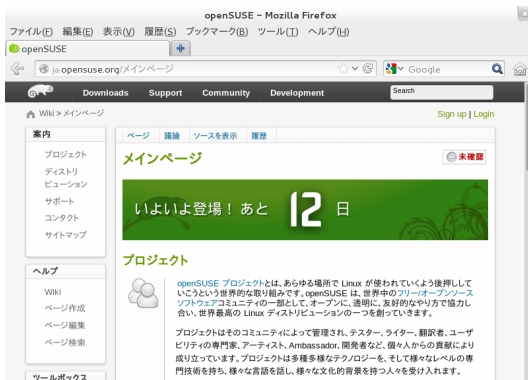 openSUSE – Mozilla Firefox
ファイル(F) 編集(E) 表示(V) 履歴(S) ブックマーク(B) ツール(T) ヘルプ(H)
openSUSE
ja.opensuse.org/メインページ
Google
Downloads Support Community Development Search
Wiki > メインページ
Sign up | Login
案内
プロジェクト
ディストリ
ビューション
サポート
コンタクト
サイトマップ
ヘルプ
Wiki
ページ作成
ページ編集
ページ検索
ツールボックス
ページ 議論 ソースを表示 履歴
メインページ
未確認
いよいよ登場！あと 12 日
プロジェクト
openSUSE プロジェクトとは、あらゆる場所で Linux が使われていくよう後押しして
いこうという世界的な取り組みです。openSUSE は、世界中のフリー/オープンソース
ソフトウェアコミュニティの一部として、オープンに、透明に、友好的なやり方で協力し
合い、世界最高の Linux ディストリビューションの一つを創っていきます。
プロジェクトはそのコミュニティによって管理され、テスター、ライター、翻訳者、ユーザ
ビリティの専門家、アーティスト、Ambassador、開発者など、個々人からの貢献により
成り立っています。プロジェクトは多種多様なテクノロジーを、そして様々なレベルの専
門技術を持ち、様々な言語を話し、様々な文化的背景を持つ人々を受け入れます。